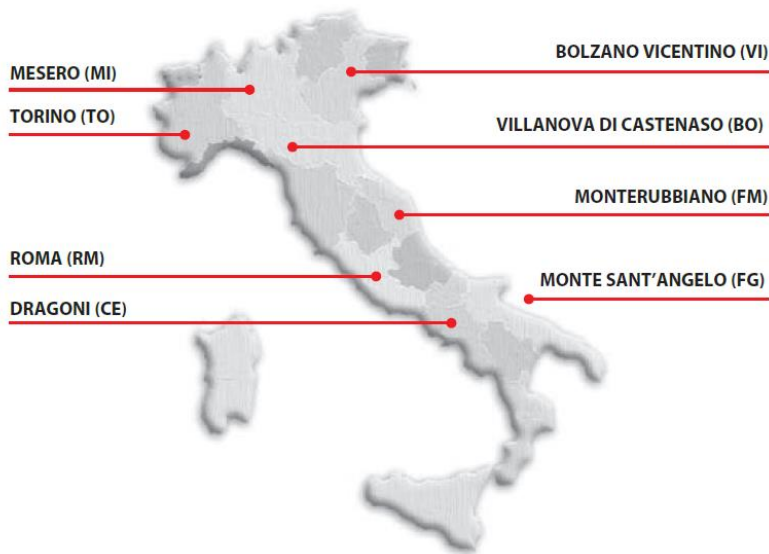 MESERO (MI)
TORINO (TO)
ROMA (RM)
DRAGONI (CE)
BOLZANO VICENTINO (VI)
VILLANOVA DI CASTENASO (BO)
MONTERUBBIANO (FM)
MONTE SANT’ANGELO (FG)